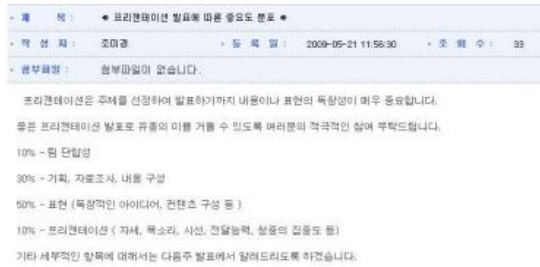 제 목 : ◆ 프리젠테이션 발표에 따른 중요도 분포 ◆
작 성 자 : 조미경 등 록 일 : 2009-05-21 11:56:30 조 회 수 : 33
첨부파일 : 첨부파일이 없습니다.
프리젠테이션은 주제를 선정하여 발표하기까지 내용이나 표현의 독창성이 매우 중요합니다.
좋은 프리젠테이션 발표로 유종의 미를 거둘 수 있도록 여러분의 적극적인 참여 부탁드립니다.
10% - 팀 단합성
30% - 기획, 자료조사, 내용 구성
50% - 표현 (독창적인 아이디어, 컨텐츠 구성 등 )
10% - 프리젠테이션 ( 자세, 목소리, 시선, 전달능력, 청중의 집중도 등)
기타 세부적인 항목에 대해서는 다음주 발표에서 알려드리도록 하겠습니다.